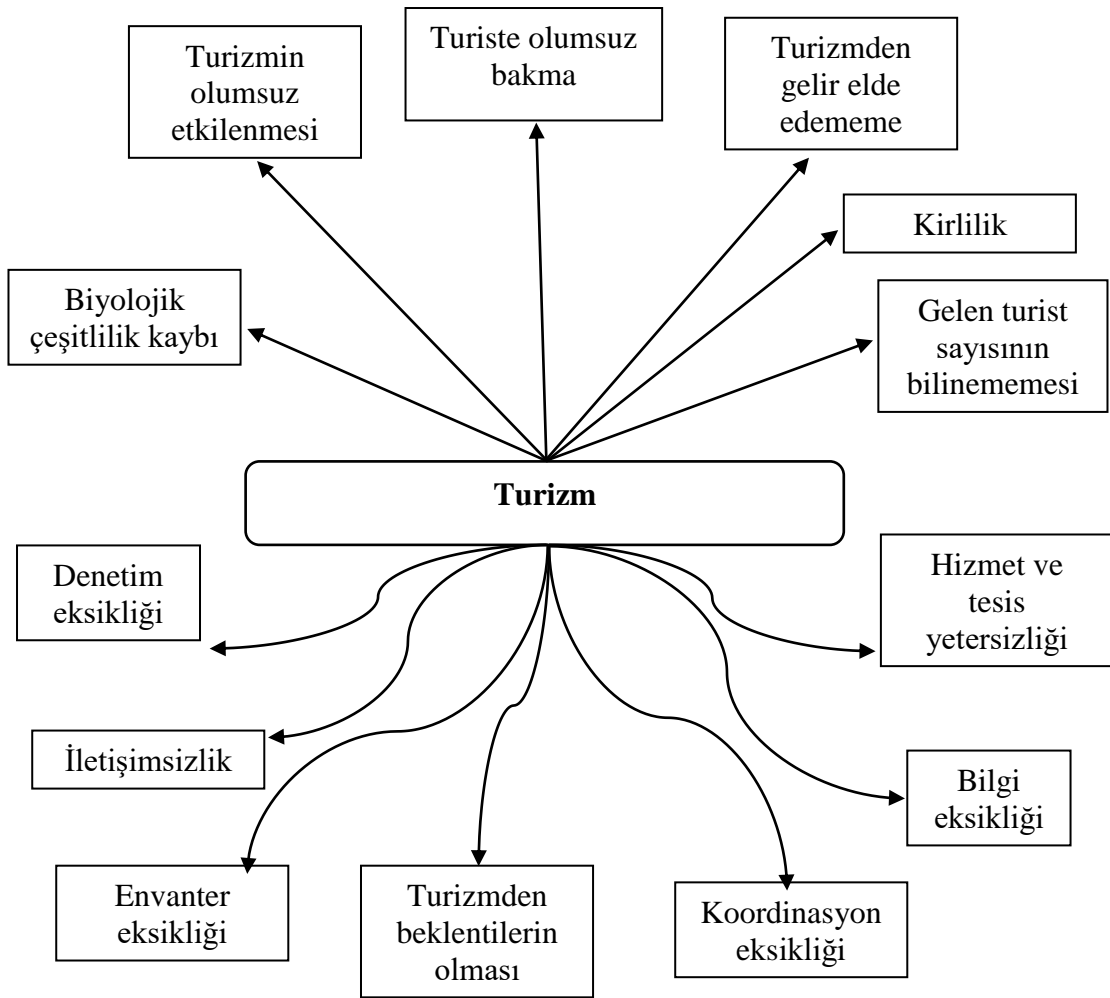 Turizmin
olumsuz
etkilenmesi
Turiste olumsuz
bakma
Turizmden
gelir elde
edememe
Kirlilik
Biyolojik
çeşitlilik kaybı
Gelen turist
sayısının
bilinememesi
Turizm
Denetim
eksikliği
Hizmet ve
tesis
yetersizliği
İletişimsizlik
Bilgi
eksikliği
Envanter
eksikliği
Turizmden
beklentilerin
olması
Koordinasyon
eksikliği